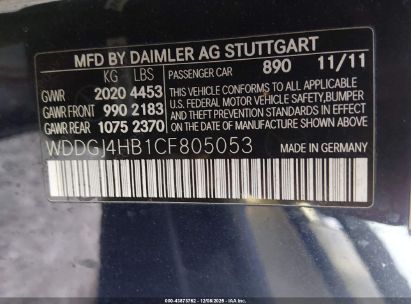 MFD BY DAIMLER AG STUTTGART
KG LBS PASSENGER CAR 890 11/11
GVWR 2020 4453
GAWR FRONT 990 2183
GAWR REAR 1075 2370
THIS VEHICLE CONFORMS TO ALL
APPLICABLE U.S. FEDERAL
MOTOR VEHICLE SAFETY, BUMPER
AND THEFT PREVENTION STANDARDS
IN EFFECT ON THE DATE OF
MANUFACTURE SHOWN ABOVE.
WDDGJ4HB1CF805053 MADE IN GERMANY